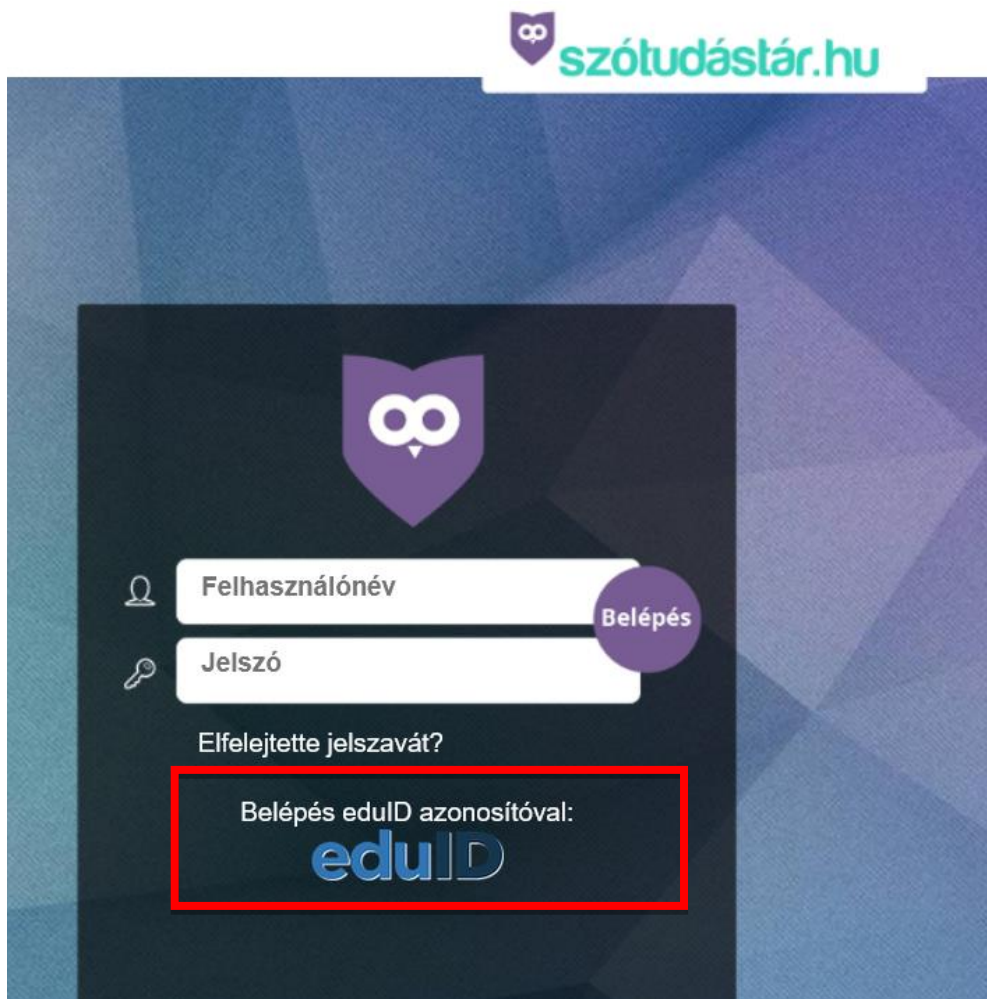 szótudástár.hu
Felhasználónév
Belépés
Jelszó
Elfelejtette jelszavát?
Belépés eduID azonosítóval:
eduID